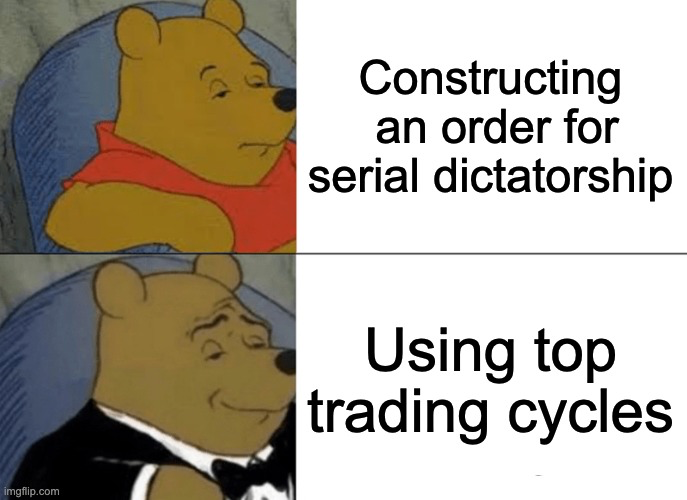 Constructing
an order for
serial dictatorship
Using top
trading cycles
imgflip.com